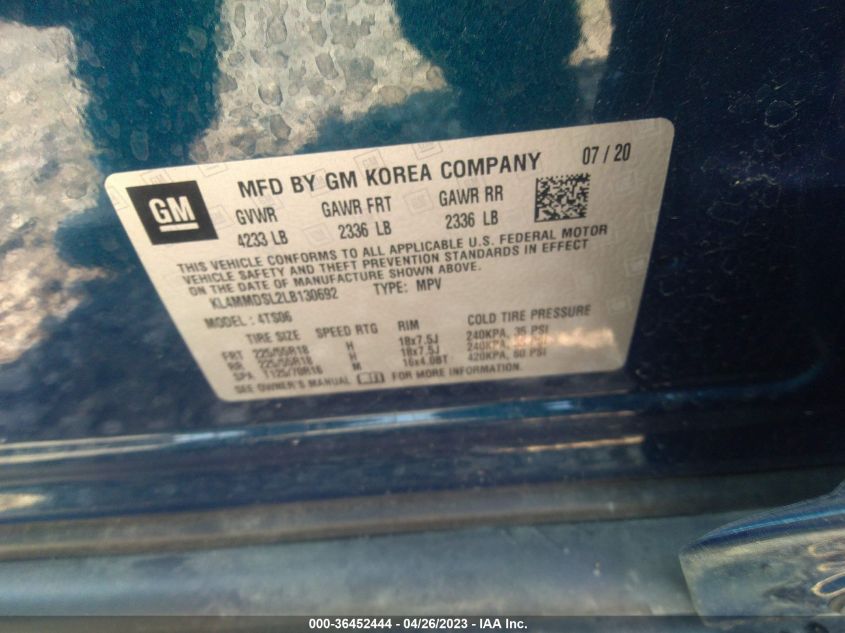 GM
MFD BY GM KOREA COMPANY 07 / 20
GVWR GAWR FRT GAWR RR
4233 LB 2336 LB 2336 LB
THIS VEHICLE CONFORMS TO ALL APPLICABLE U.S. FEDERAL MOTOR
VEHICLE SAFETY AND THEFT PREVENTION STANDARDS IN EFFECT
ON THE DATE OF MANUFACTURE SHOWN ABOVE.
KL4MMDSL2LB130692 TYPE: MPV
MODEL: 4TS06
TIRE SIZE SPEED RTG RIM COLD TIRE PRESSURE
FRT 225/55R18 H 18x7.5J 240KPA, 35 PSI
RR 225/55R18 H 18x7.5J 240KPA, 35 PSI
SPA T125/70R16 M 16x4.0BT 420KPA, 60 PSI
SEE OWNER'S MANUAL FOR MORE INFORMATION.
000-36452444 - 04/26/2023 - IAA Inc.